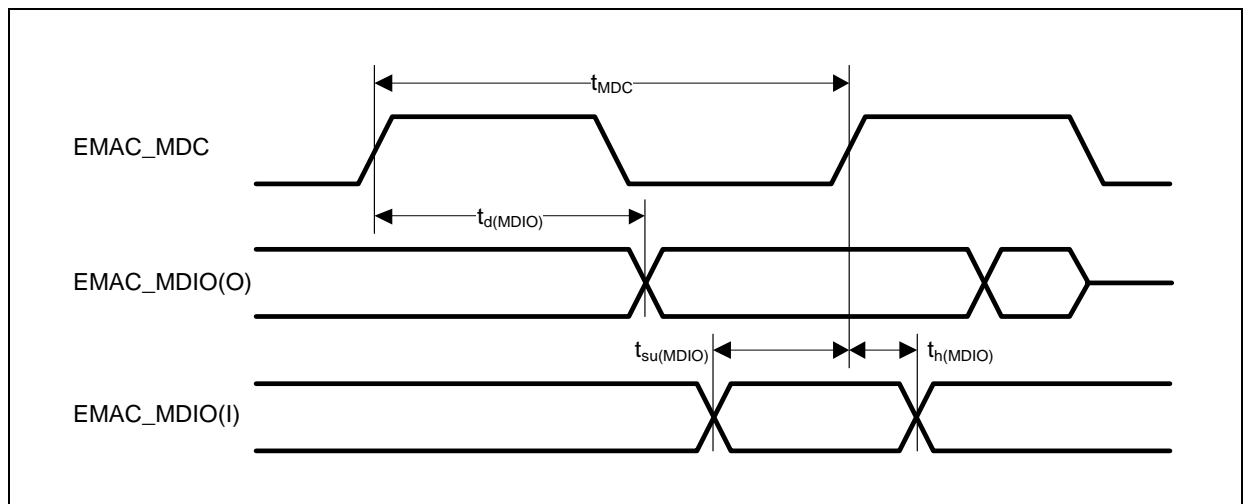 tMDC
EMAC_MDC
td(MDIO)
EMAC_MDIO(O)
tsu(MDIO) th(MDIO)
EMAC_MDIO(I)